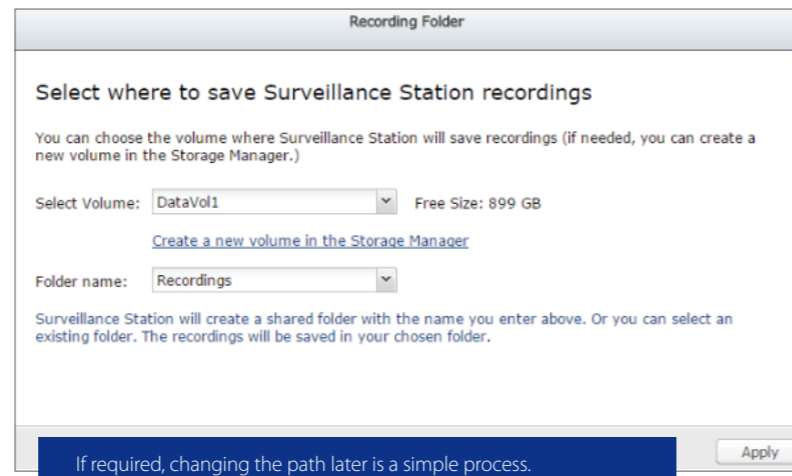 Recording Folder
Select where to save Surveillance Station recordings
You can choose the volume where Surveillance Station will save recordings (if needed, you can create a
new volume in the Storage Manager.)
Select Volume: DataVol1 Free Size: 899 GB
Create a new volume in the Storage Manager
Folder name: Recordings
Surveillance Station will create a shared folder with the name you enter above. Or you can select an
existing folder. The recordings will be saved in your chosen folder.
Apply
If required, changing the path later is a simple process.